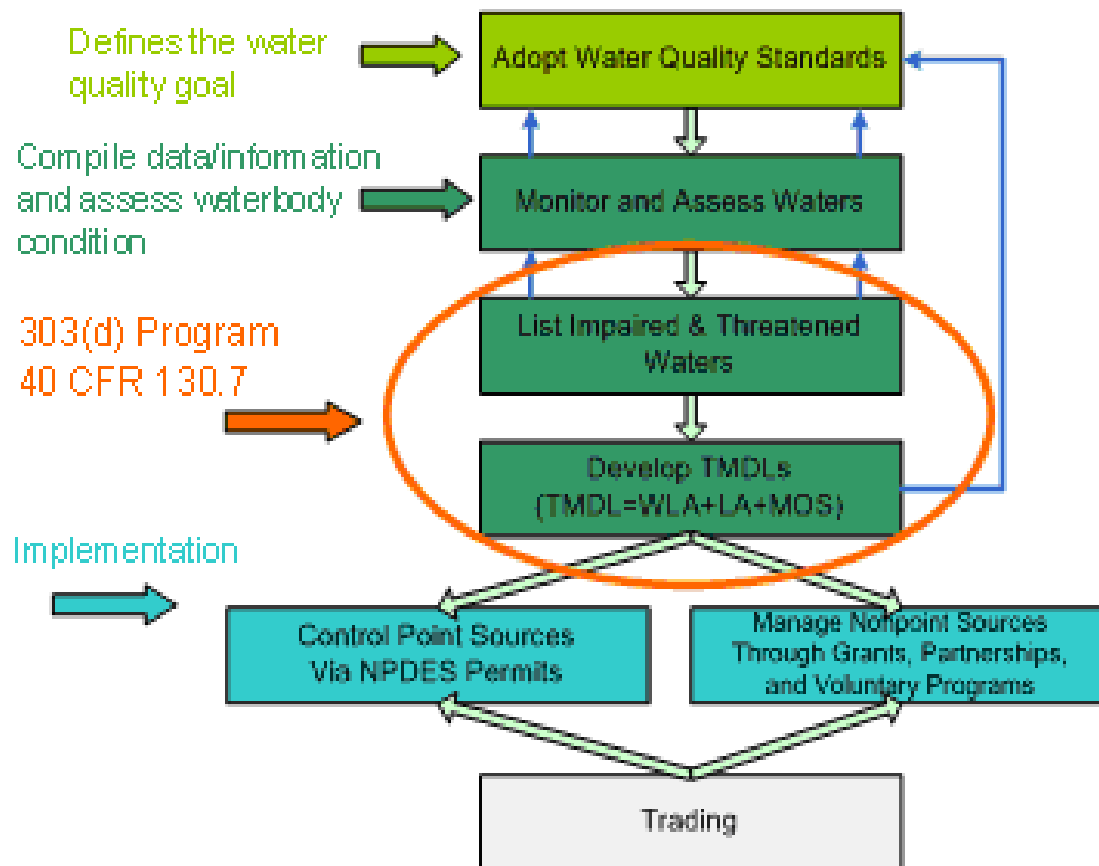 Defines the water
quality goal
Adopt Water Quality Standards
Compile data/information
and assess waterbody
condition
Monitor and Assess Waters
303(d) Program
40 CFR 130.7
List Impaired & Threatened
Waters
Develop TMDLs
(TMDL=WLA+LA+MOS)
Implementation
Control Point Sources
Via NPDES Permits
Manage Nonpoint Sources
Through Grants, Partnerships,
and Voluntary Programs
Trading